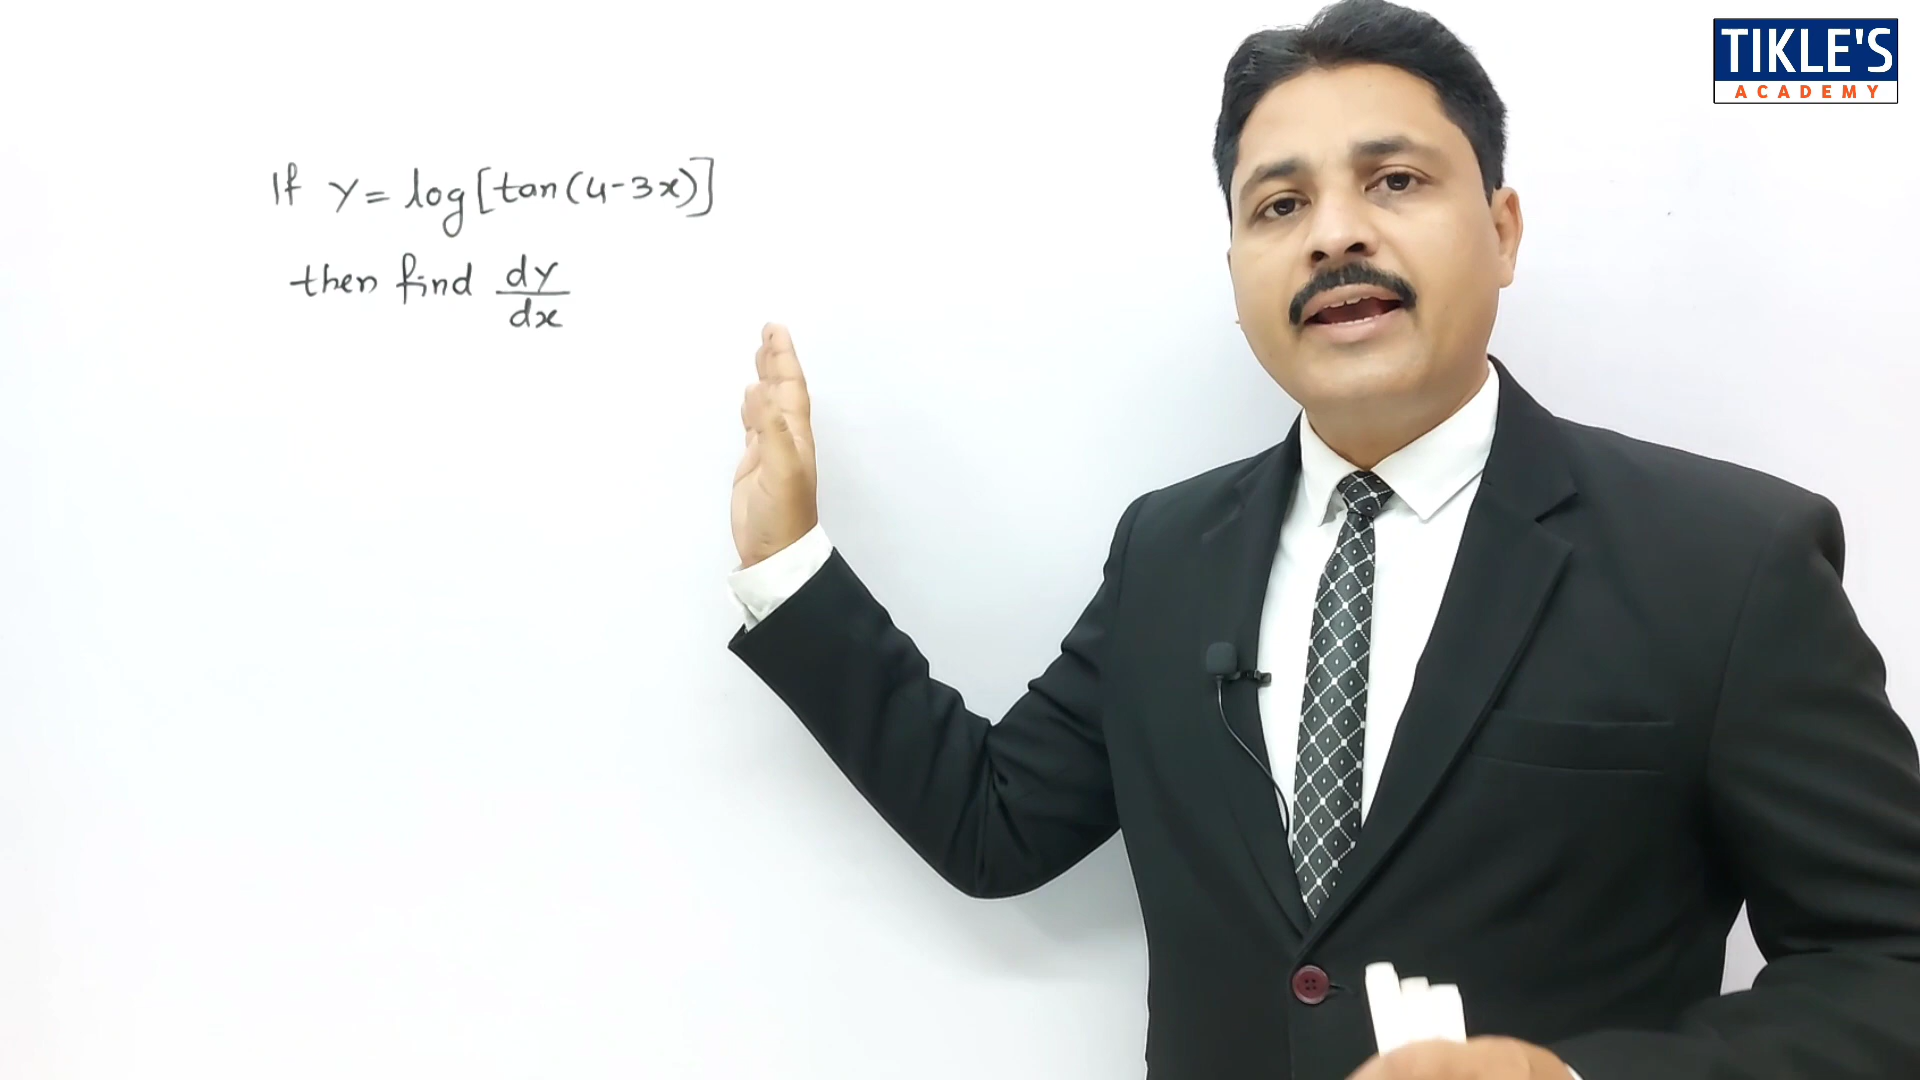 If y = log[tan(4-3x)]
then find dy/dx
TIKLE'S
ACADEMY